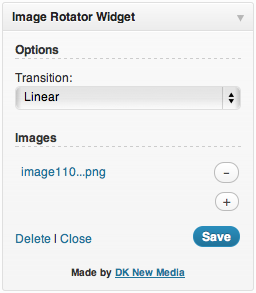 Image Rotator Widget
Options
Transition:
Linear
Images
image110...png -
+
Delete | Close Save
Made by DK New Media